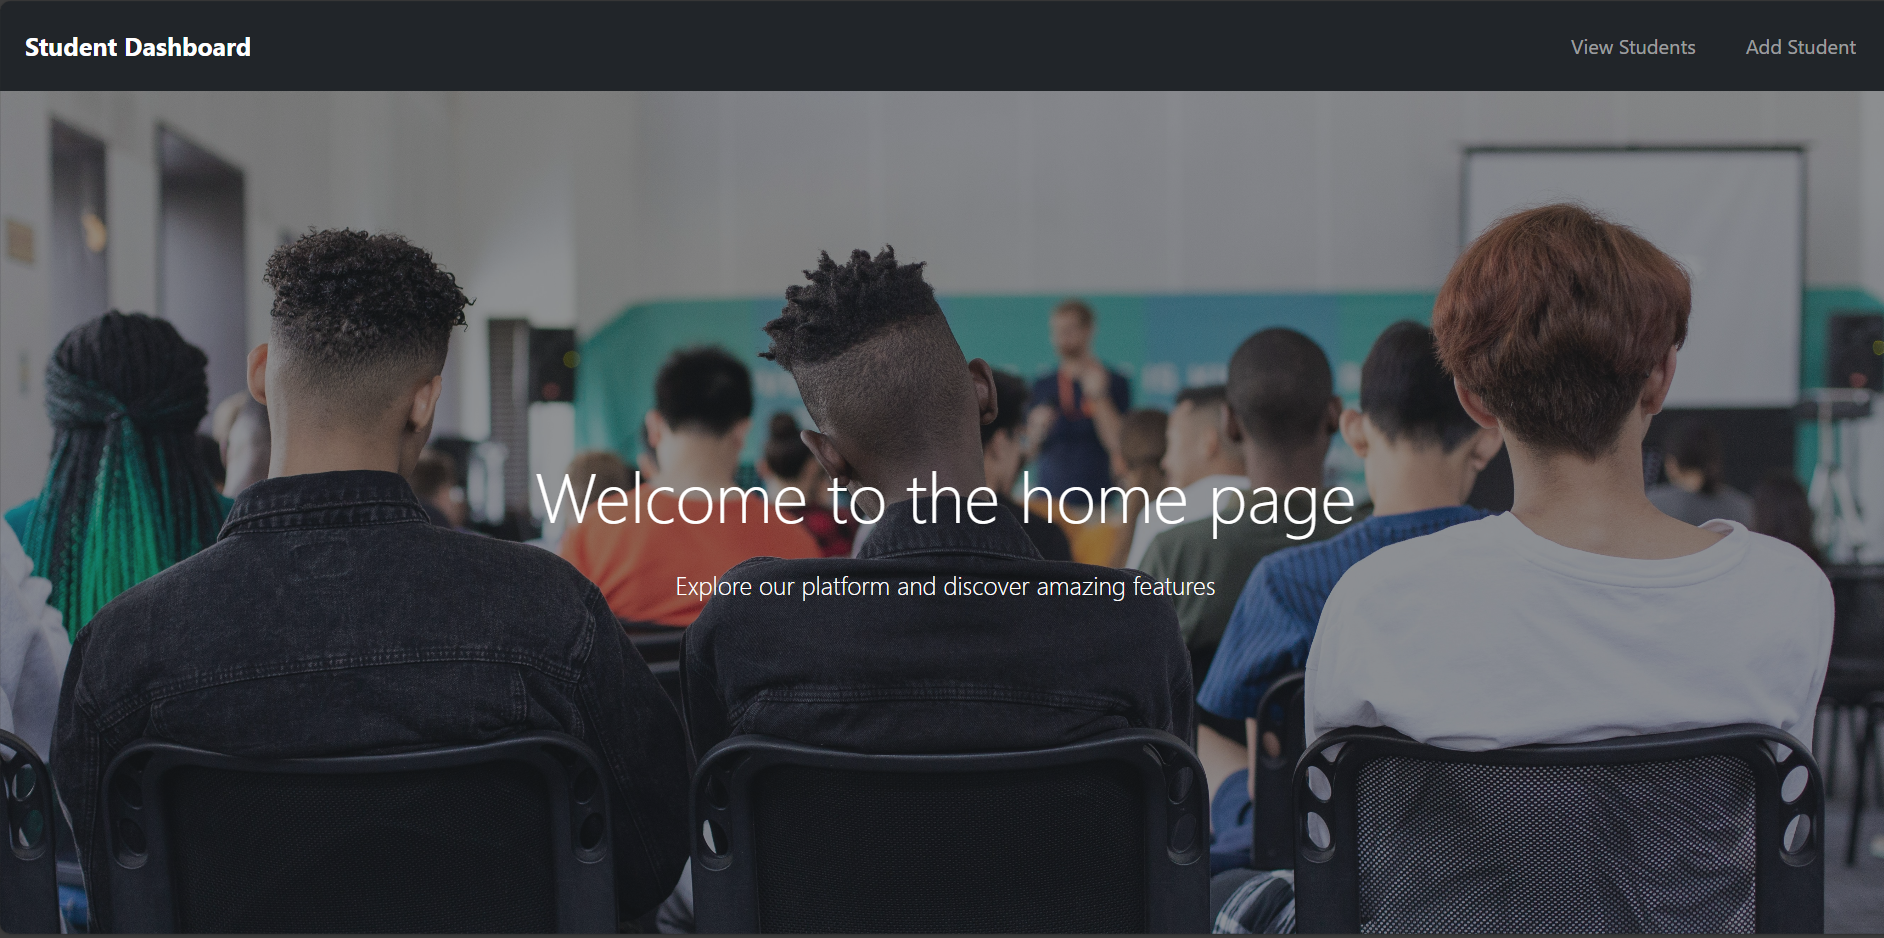 Student Dashboard
View Students
Add Student
Welcome to the home page
Explore our platform and discover amazing features